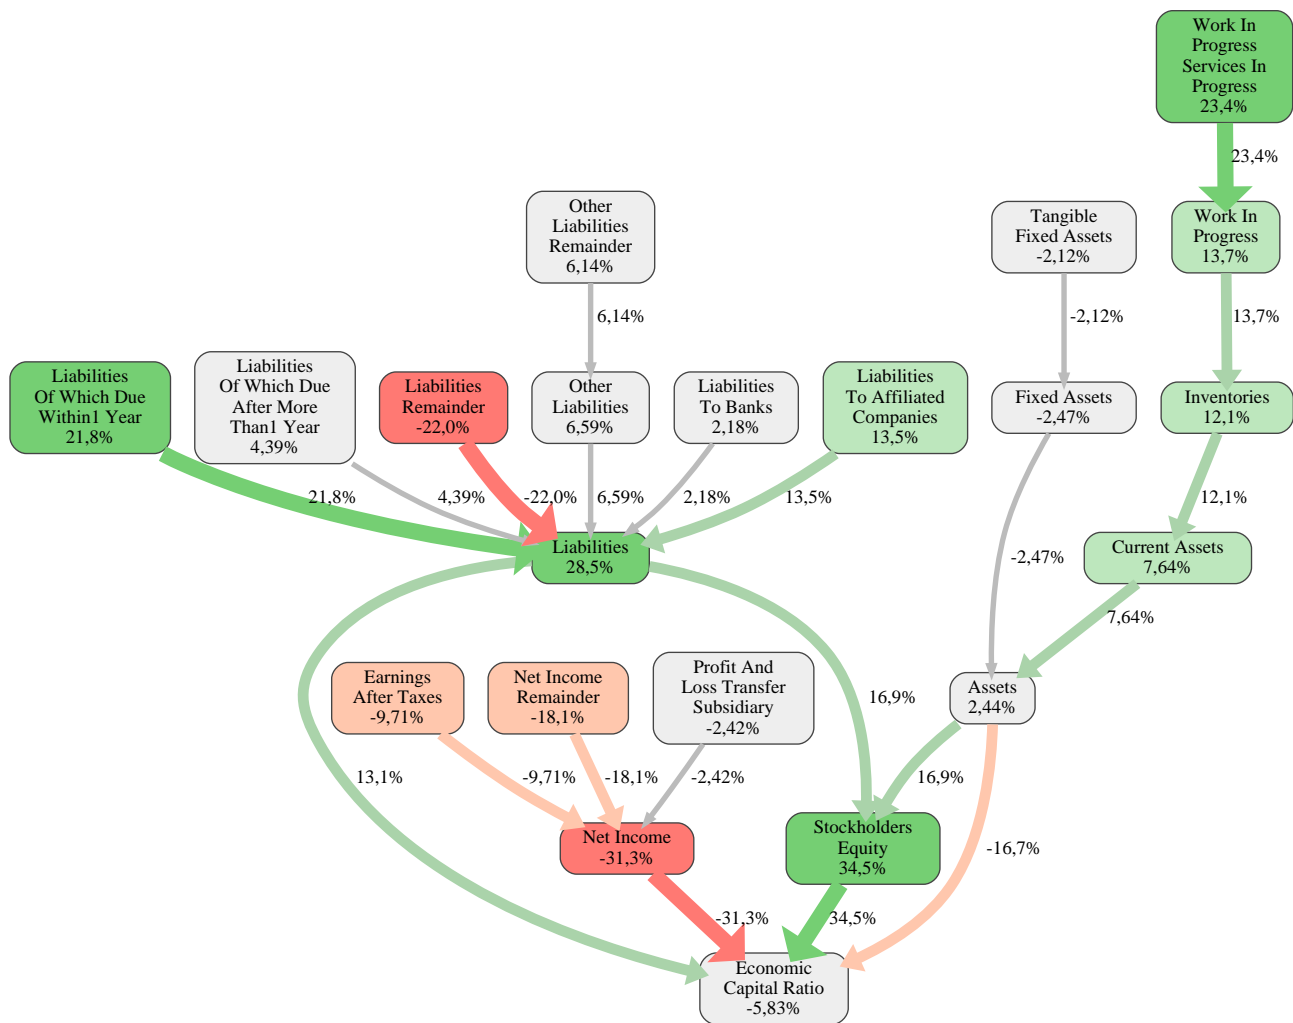 Work In
Progress
Services In
Progress
23,4%
23,4%
Other
Liabilities
Remainder
6,14%
Tangible
Fixed Assets
-2,12%
Work In
Progress
13,7%
6,14%
-2,12%
13,7%
Liabilities
Of Which Due
Within1 Year
21,8%
Liabilities
Of Which Due
After More
Than1 Year
4,39%
Liabilities
Remainder
-22,0%
Other
Liabilities
6,59%
Liabilities
To Banks
2,18%
Liabilities
To Affiliated
Companies
13,5%
Fixed Assets
-2,47%
Inventories
12,1%
21,8%
4,39%
-22,0%
6,59%
2,18%
13,5%
12,1%
Liabilities
28,5%
-2,47%
Current Assets
7,64%
7,64%
Earnings
After Taxes
-9,71%
Net Income
Remainder
-18,1%
Profit And
Loss Transfer
Subsidiary
-2,42%
16,9%
Assets
2,44%
13,1%
-9,71%
-18,1%
-2,42%
16,9%
Net Income
-31,3%
Stockholders
Equity
34,5%
-16,7%
-31,3%
34,5%
Economic
Capital Ratio
-5,83%